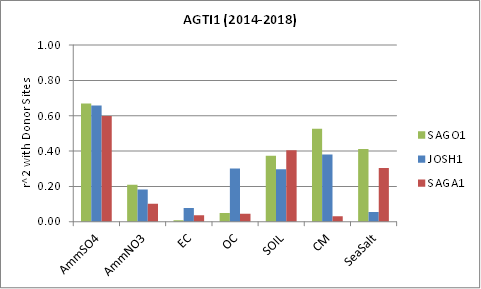 AGTI1 (2014-2018)
r^2 with Donor Sites
1.00
0.80
0.60
0.40
0.20
0.00
AmmSO4
AmmNO3
EC
OC
SOIL
CM
SeaSalt
SAGO1
JOSH1
SAGA1